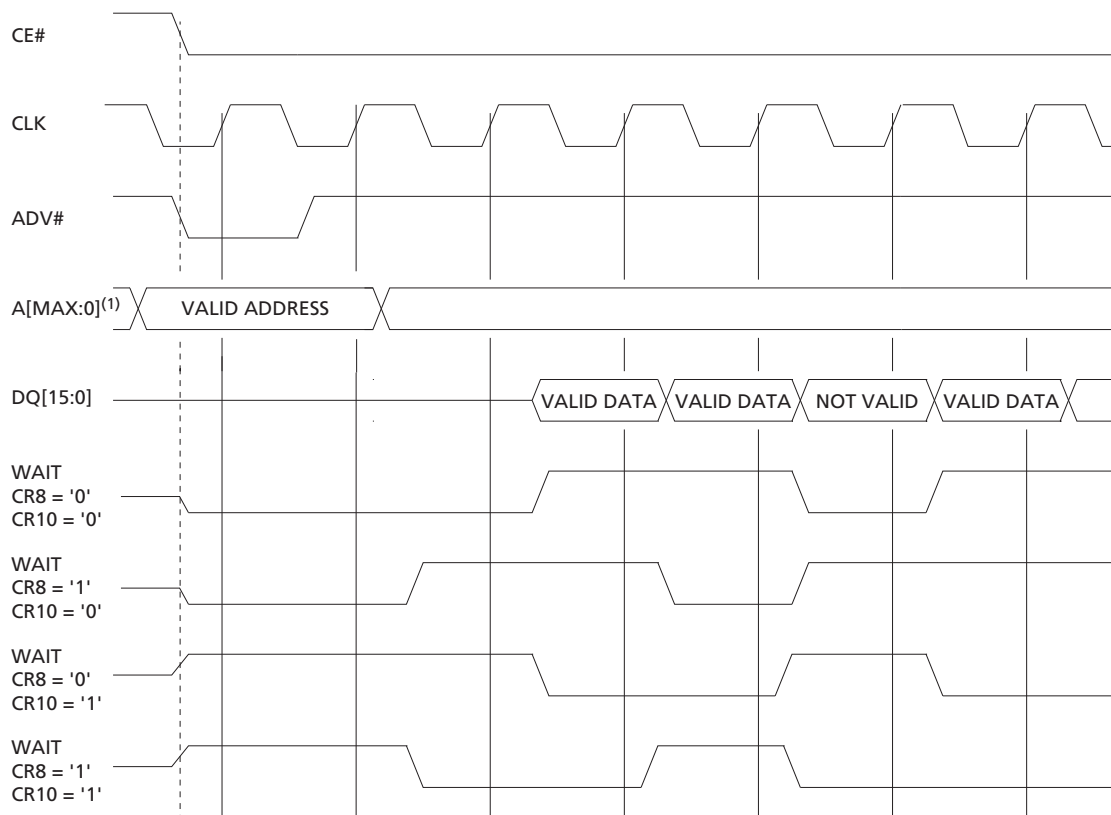 CE#
CLK
ADV#
A[MAX:0](1)
VALID ADDRESS
DQ[15:0]
VALID DATA
VALID DATA
NOT VALID
VALID DATA
WAIT
CR8 = '0'
CR10 = '0'
WAIT
CR8 = '1'
CR10 = '0'
WAIT
CR8 = '0'
CR10 = '1'
WAIT
CR8 = '1'
CR10 = '1'